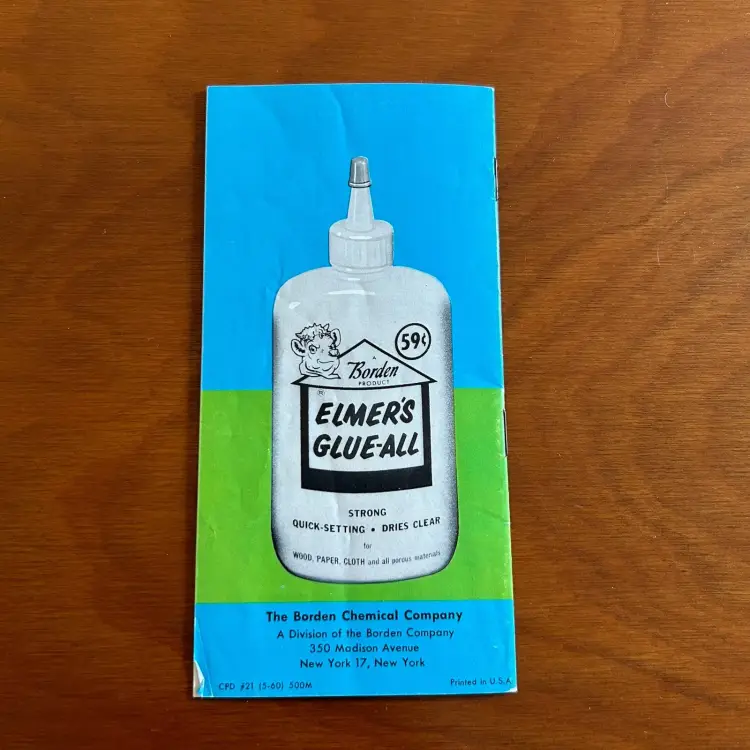 59¢
A
Borden
PRODUCT
®
ELMER'S
GLUE-ALL
STRONG
QUICK-SETTING • DRIES CLEAR
for
WOOD, PAPER, CLOTH and all porous materials
The Borden Chemical Company
A Division of the Borden Company
350 Madison Avenue
New York 17, New York
CPD #21 (5-60) 500M
Printed in U.S.A.